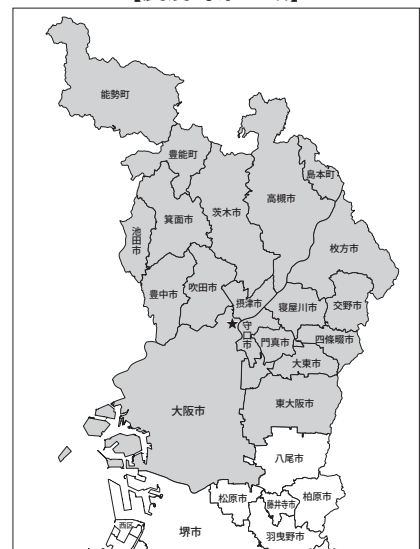 能勢町
豊能町
島本町
高槻市
茨木市
箕面市
池田市
枚方市
吹田市
豊中市
摂津市
寝屋川市
交野市
守口市
門真市
四條畷市
大東市
大阪市
東大阪市
八尾市
松原市
藤井寺市
柏原市
西区
堺市
羽曳野市